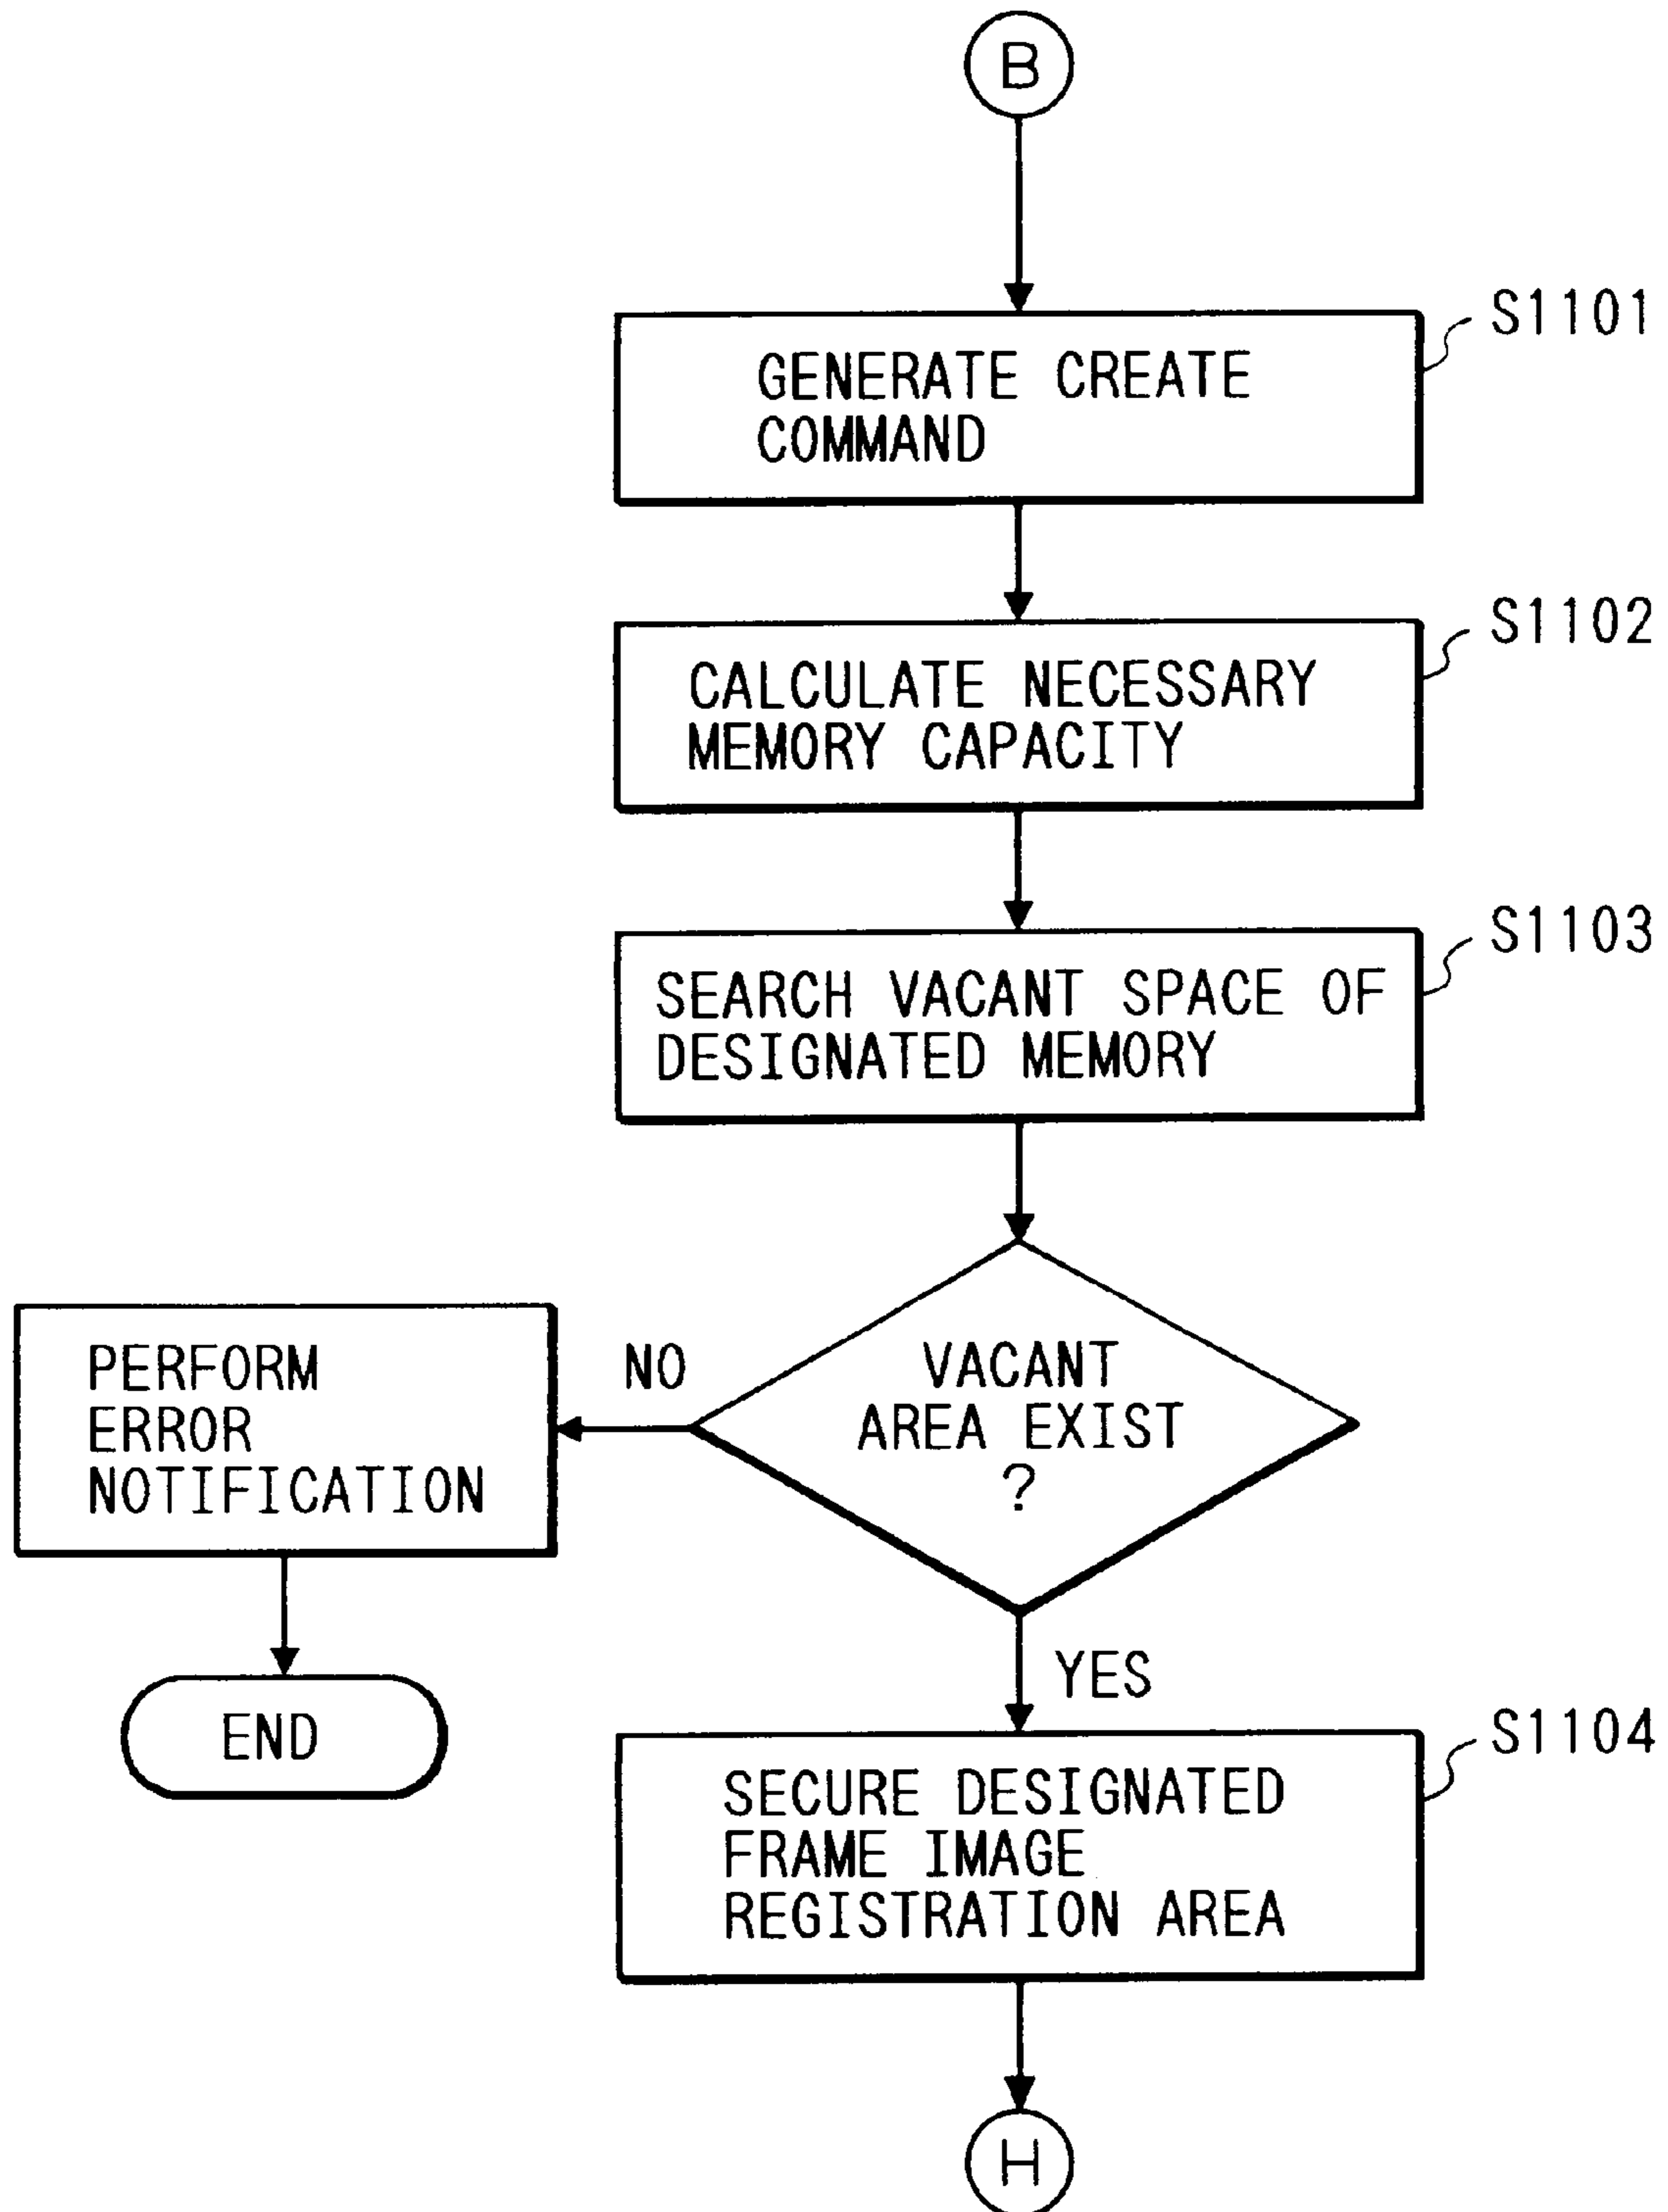 B
S1101
GENERATE CREATE
COMMAND
S1102
CALCULATE NECESSARY
MEMORY CAPACITY
S1103
SEARCH VACANT SPACE OF
DESIGNATED MEMORY
VACANT
AREA EXIST
?
NO
PERFORM
ERROR
NOTIFICATION
END
YES
S1104
SECURE DESIGNATED
FRAME IMAGE
REGISTRATION AREA
H